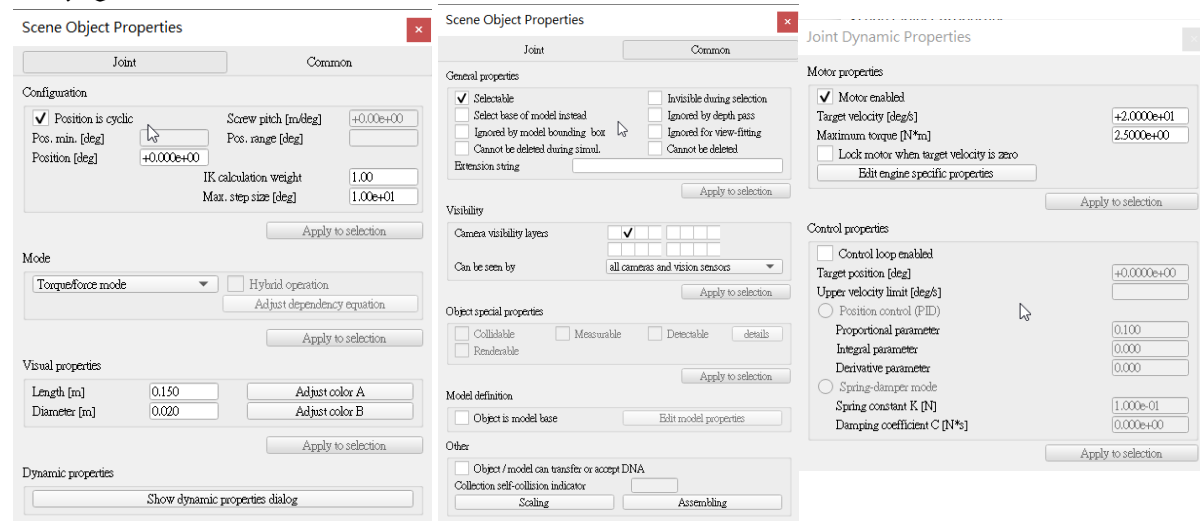 Scene Object Properties
Joint Common
Configuration
Position is cyclic Screw pitch [m/deg] +0.00e+00
Pos. min. [deg] Pos. range [deg]
Position [deg] +0.000e+00
IK calculation weight 1.00
Max. step size [deg] 1.00e+01
Apply to selection
Mode
Torque/force mode Hybrid operation
Adjust dependency equation
Apply to selection
Visual properties
Length [m] 0.150 Adjust color A
Diameter [m] 0.020 Adjust color B
Apply to selection
Dynamic properties
Show dynamic properties dialog
Scene Object Properties
Joint Common
General properties
Selectable Invisible during selection
Select base of model instead Ignored by depth pass
Ignored by model bounding box Ignored for view-fitting
Cannot be deleted during simul. Cannot be deleted
Extension string
Apply to selection
Visibility
Camera visibility layers
Can be seen by all cameras and vision sensors
Apply to selection
Object special properties
Collidable Measurable Detectable details
Renderable
Apply to selection
Model definition
Object is model base Edit model properties
Other
Object / model can transfer or accept DNA
Collection self-collision indicator
Scaling Assembling
Joint Dynamic Properties
Motor properties
Motor enabled
Target velocity [deg/s] +2.0000e+01
Maximum torque [N*m] 2.5000e+00
Lock motor when target velocity is zero
Edit engine specific properties
Apply to selection
Control properties
Control loop enabled
Target position [deg] +0.0000e+00
Upper velocity limit [deg/s]
Position control (PID)
Proportional parameter 0.100
Integral parameter 0.000
Derivative parameter 0.000
Spring-damper mode
Spring constant K [N] 1.000e-01
Damping coefficient C [N*s] 0.000e+00
Apply to selection